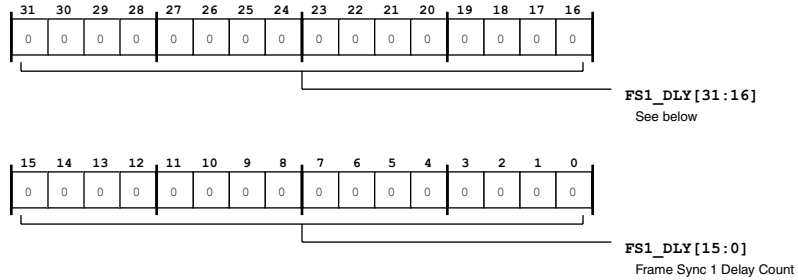 31 30 29 28 27 26 25 24 23 22 21 20 19 18 17 16
0 0 0 0 0 0 0 0 0 0 0 0 0 0 0 0
FS1_DLY[31:16]
See below
15 14 13 12 11 10 9 8 7 6 5 4 3 2 1 0
0 0 0 0 0 0 0 0 0 0 0 0 0 0 0 0
FS1_DLY[15:0]
Frame Sync 1 Delay Count